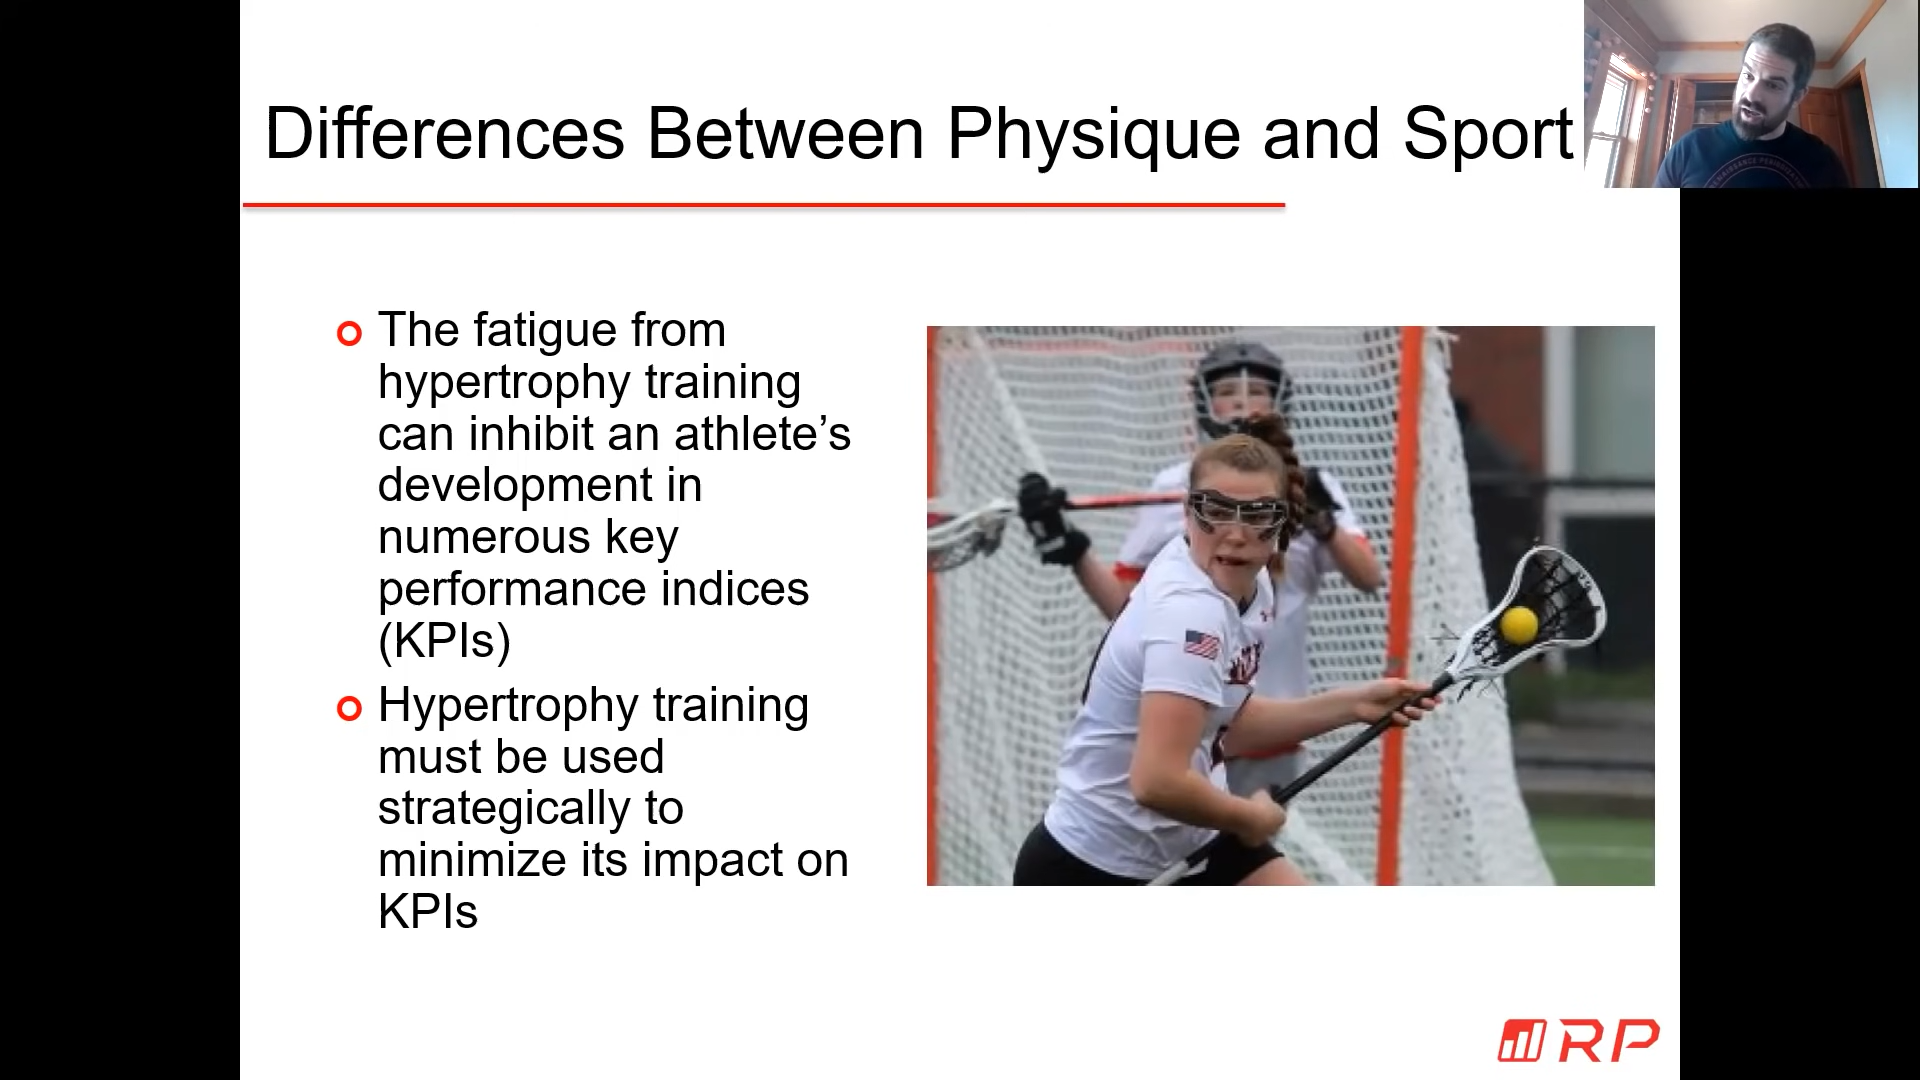 Differences Between Physique and Sport
The fatigue from
hypertrophy training
can inhibit an athlete’s
development in
numerous key
performance indices
(KPIs)
Hypertrophy training
must be used
strategically to
minimize its impact on
KPIs
RP